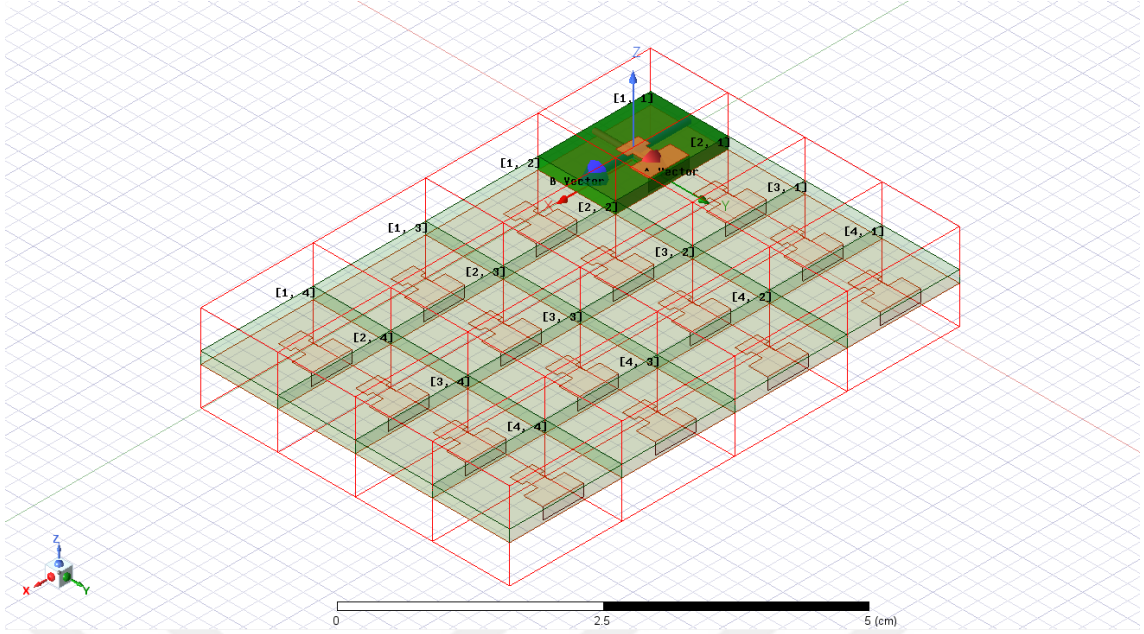 Z
[1, 1]
[2, 1]
[1, 2]
B Vector
A Vector
[3, 1]
X
Y
[2, 2]
[1, 3]
[4, 1]
[3, 2]
[2, 3]
[1, 4]
[4, 2]
[3, 3]
[2, 4]
[4, 3]
[3, 4]
[4, 4]
Z
X
Y
0
2.5
5 (cm)